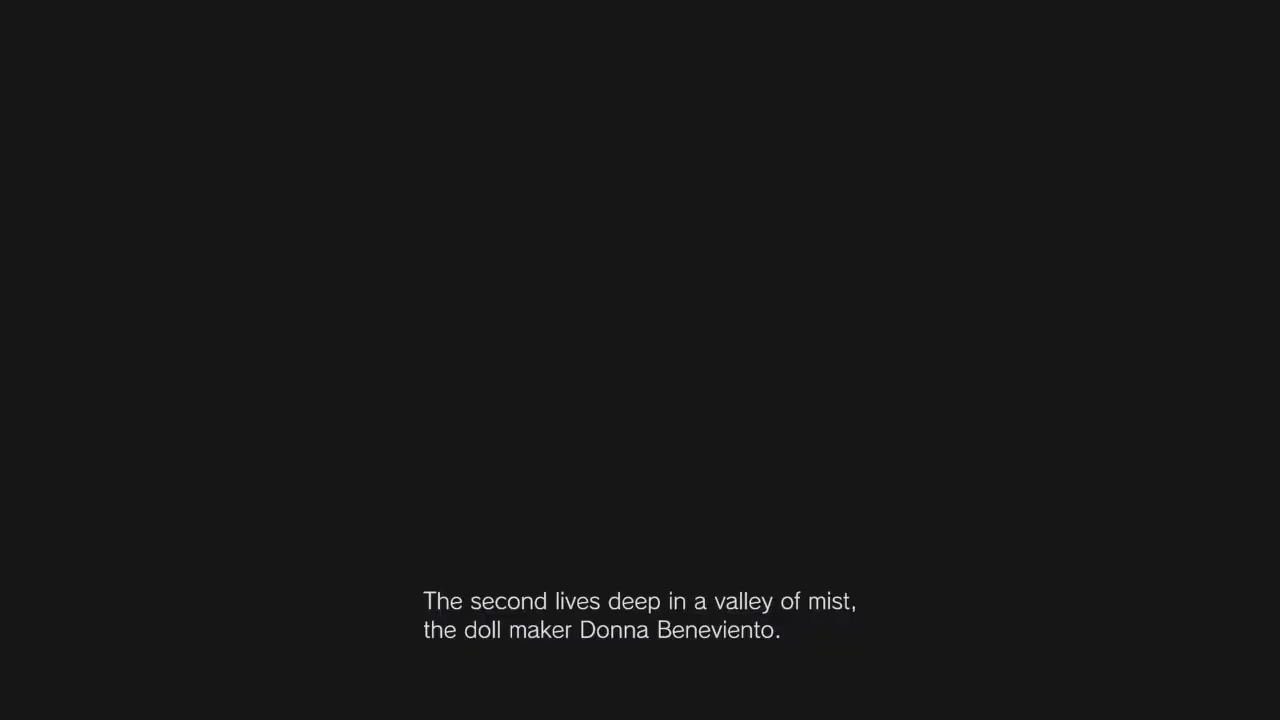 The second lives deep in a valley of mist,
the doll maker Donna Beneviento.